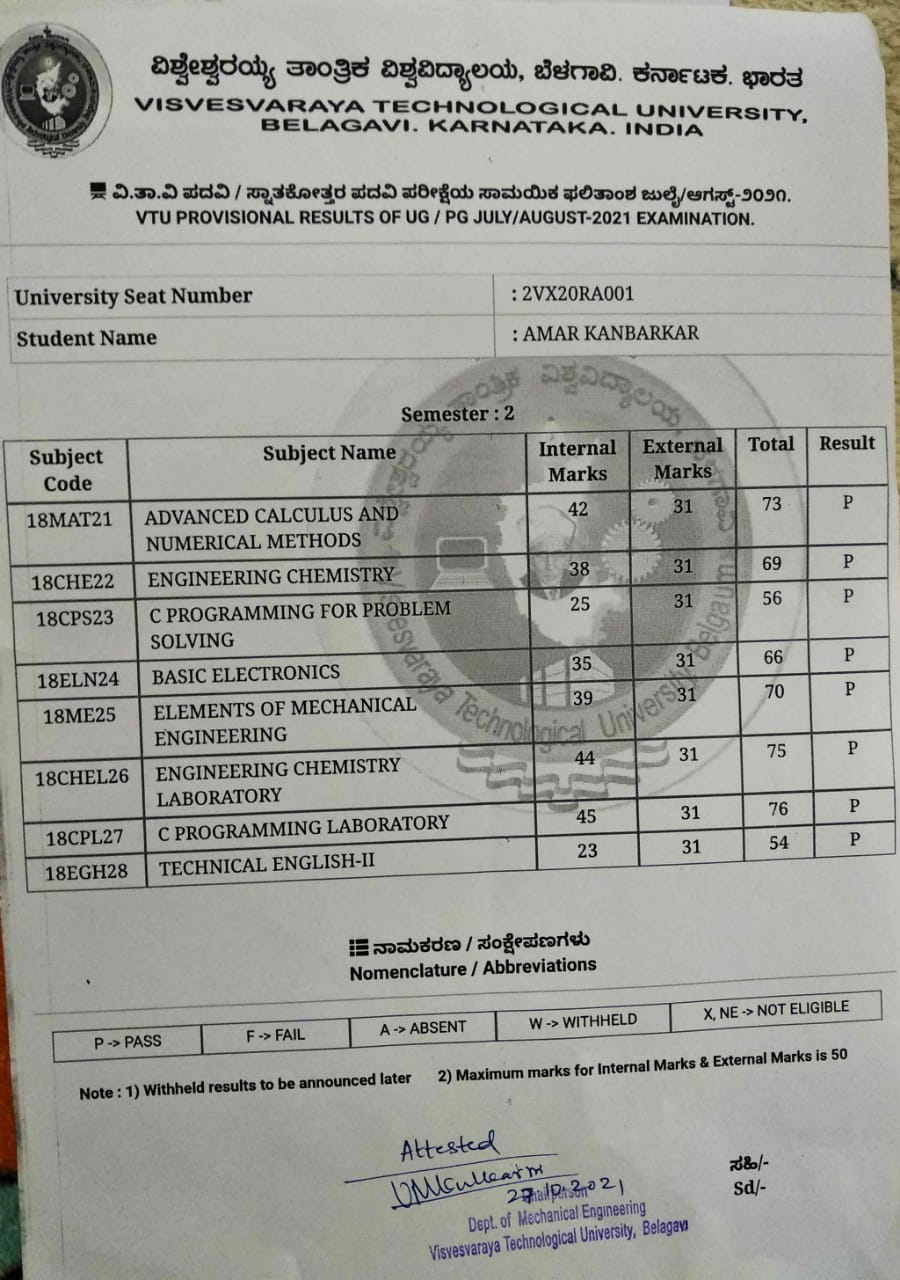 ವಿಶ್ವೇಶ್ವರಯ್ಯ ತಾಂತ್ರಿಕ ವಿಶ್ವವಿದ್ಯಾಲಯ, ಬೆಳಗಾವಿ. ಕರ್ನಾಟಕ. ಭಾರತ
VISVESVARAYA TECHNOLOGICAL UNIVERSITY,
BELAGAVI. KARNATAKA. INDIA
ವಿ.ತಾ.ವಿ ಪದವಿ / ಸ್ನಾತಕೋತ್ತರ ಪದವಿ ಪರೀಕ್ಷೆಯ ಸಾಮಯಿಕ ಫಲಿತಾಂಶ ಜುಲೈ/ಆಗಸ್ಟ್-೨೦೨೧.
VTU PROVISIONAL RESULTS OF UG / PG JULY/AUGUST-2021 EXAMINATION.
University Seat Number : 2VX20RA001
Student Name : AMAR KANBARKAR
Semester : 2
Subject Code Subject Name Internal Marks External Marks Total Result
18MAT21 ADVANCED CALCULUS AND NUMERICAL METHODS 42 31 73 P
18CHE22 ENGINEERING CHEMISTRY 38 31 69 P
18CPS23 C PROGRAMMING FOR PROBLEM SOLVING 25 31 56 P
18ELN24 BASIC ELECTRONICS 35 31 66 P
18ME25 ELEMENTS OF MECHANICAL ENGINEERING 39 31 70 P
18CHEL26 ENGINEERING CHEMISTRY LABORATORY 44 31 75 P
18CPL27 C PROGRAMMING LABORATORY 45 31 76 P
18EGH28 TECHNICAL ENGLISH-II 23 31 54 P
ನಾಮಕರಣ / ಸಂಕ್ಷೇಪಣಗಳು
Nomenclature / Abbreviations
P -> PASS F -> FAIL A -> ABSENT W -> WITHHELD X, NE -> NOT ELIGIBLE
Note : 1) Withheld results to be announced later 2) Maximum marks for Internal Marks & External Marks is 50
Attested
ಸಹಿ/-
Sd/-
27.10.2021
Chairperson
Dept. of Mechanical Engineering
Visvesvaraya Technological University, Belagavi